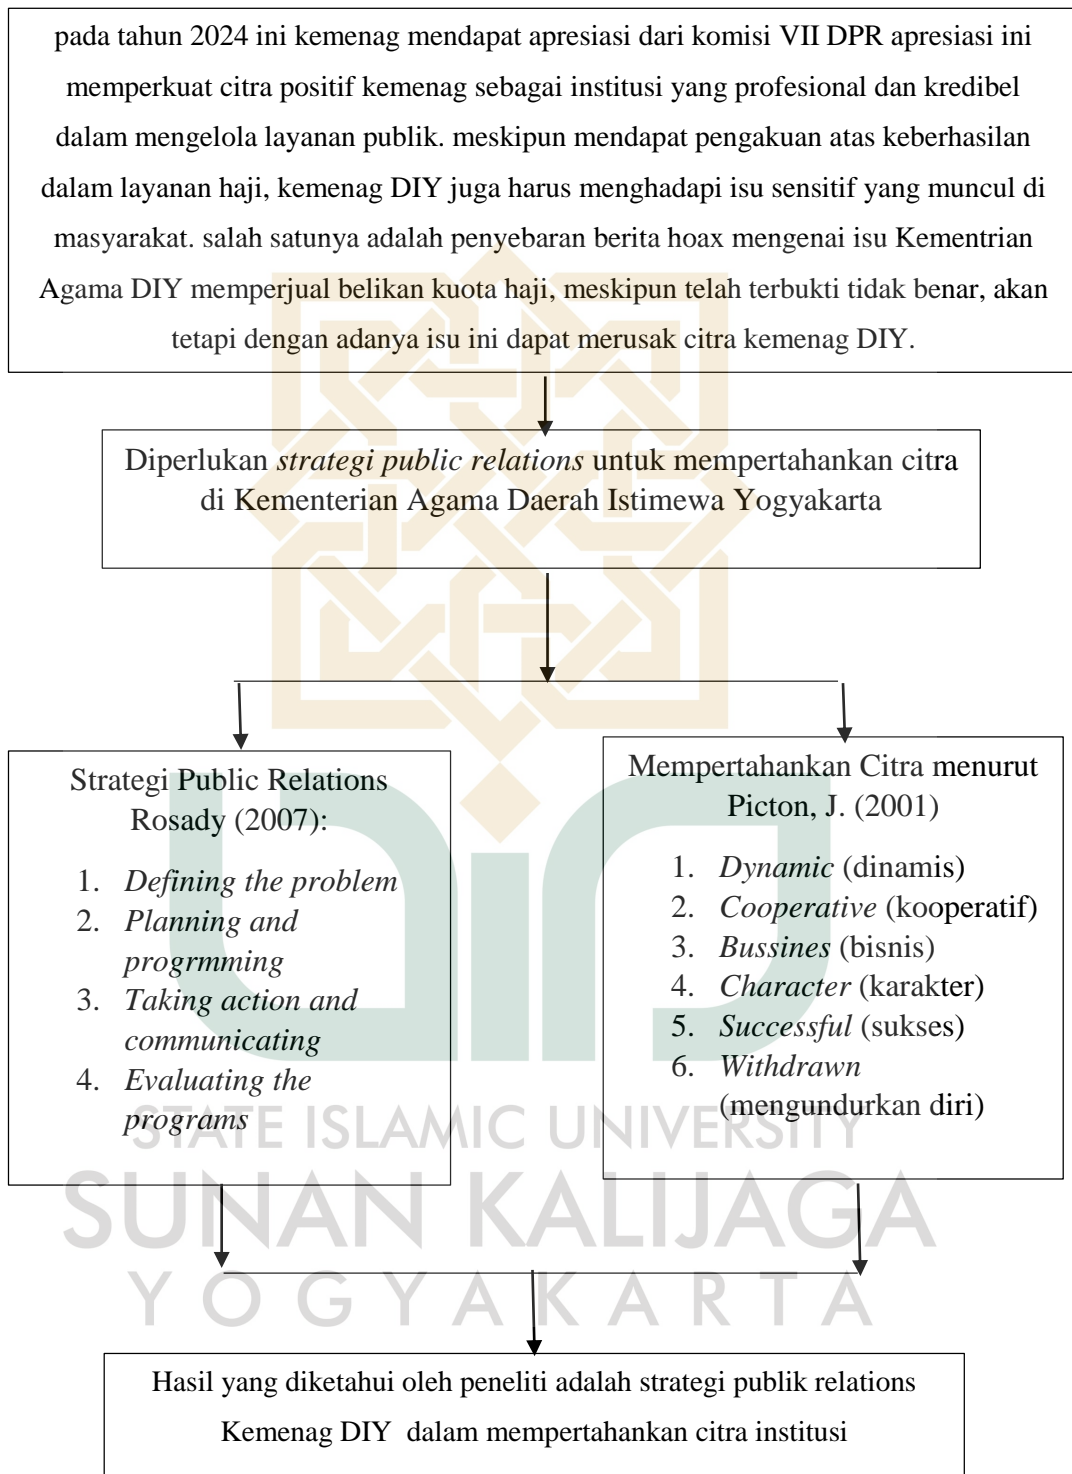 pada tahun 2024 ini kemenag mendapat apresiasi dari komisi VII DPR apresiasi ini
memperkuat citra positif kemenag sebagai institusi yang profesional dan kredibel
dalam mengelola layanan publik. meskipun mendapat pengakuan atas keberhasilan
dalam layanan haji, kemenag DIY juga harus menghadapi isu sensitif yang muncul di
masyarakat. salah satunya adalah penyebaran berita hoax mengenai isu Kementrian
Agama DIY memperjual belikan kuota haji, meskipun telah terbukti tidak benar, akan
tetapi dengan adanya isu ini dapat merusak citra kemenag DIY.
Diperlukan strategi public relations untuk mempertahankan citra
di Kementerian Agama Daerah Istimewa Yogyakarta
Strategi Public Relations
Rosady (2007):
1. Defining the problem
2. Planning and
progrmming
3. Taking action and
communicating
4. Evaluating the
programs
Mempertahankan Citra menurut
Picton, J. (2001)
1. Dynamic (dinamis)
2. Cooperative (kooperatif)
3. Bussines (bisnis)
4. Character (karakter)
5. Successful (sukses)
6. Withdrawn
(mengundurkan diri)
STATE ISLAMIC UNIVERSITY
SUNAN KALIJAGA
YOGYAKARTA
Hasil yang diketahui oleh peneliti adalah strategi publik relations
Kemenag DIY dalam mempertahankan citra institusi